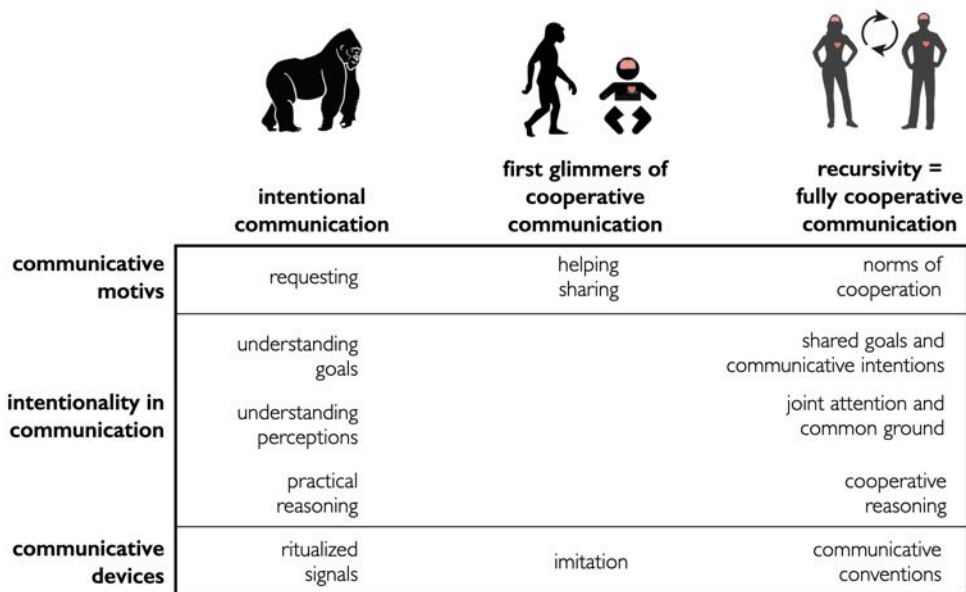 intentional
communication
first glimmers of
cooperative
communication
recursivity =
fully cooperative
communication
communicative
motivs
requesting
helping
sharing
norms of
cooperation
intentionality in
communication
understanding
goals
shared goals and
communicative intentions
understanding
perceptions
joint attention and
common ground
practical
reasoning
cooperative
reasoning
communicative
devices
ritualized
signals
imitation
communicative
conventions